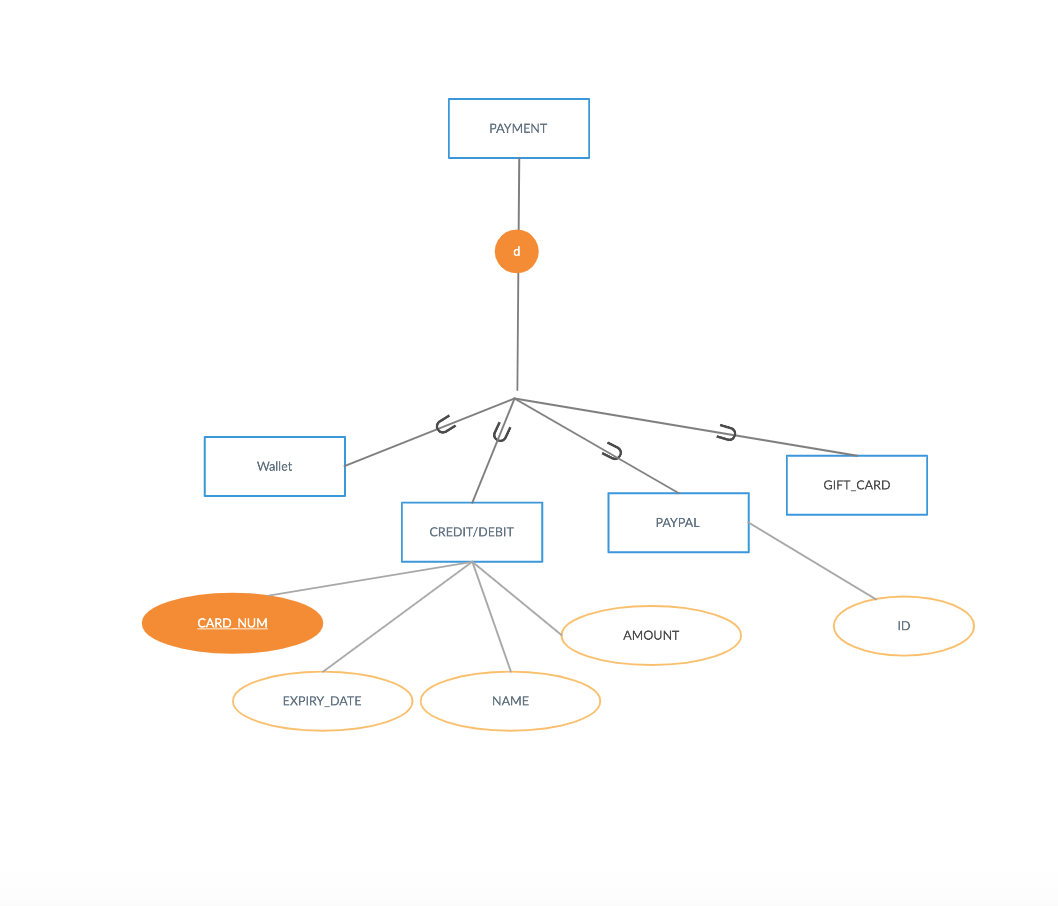 PAYMENT
d
Wallet
CREDIT/DEBIT
PAYPAL
GIFT_CARD
CARD_NUM
EXPIRY_DATE
NAME
AMOUNT
ID